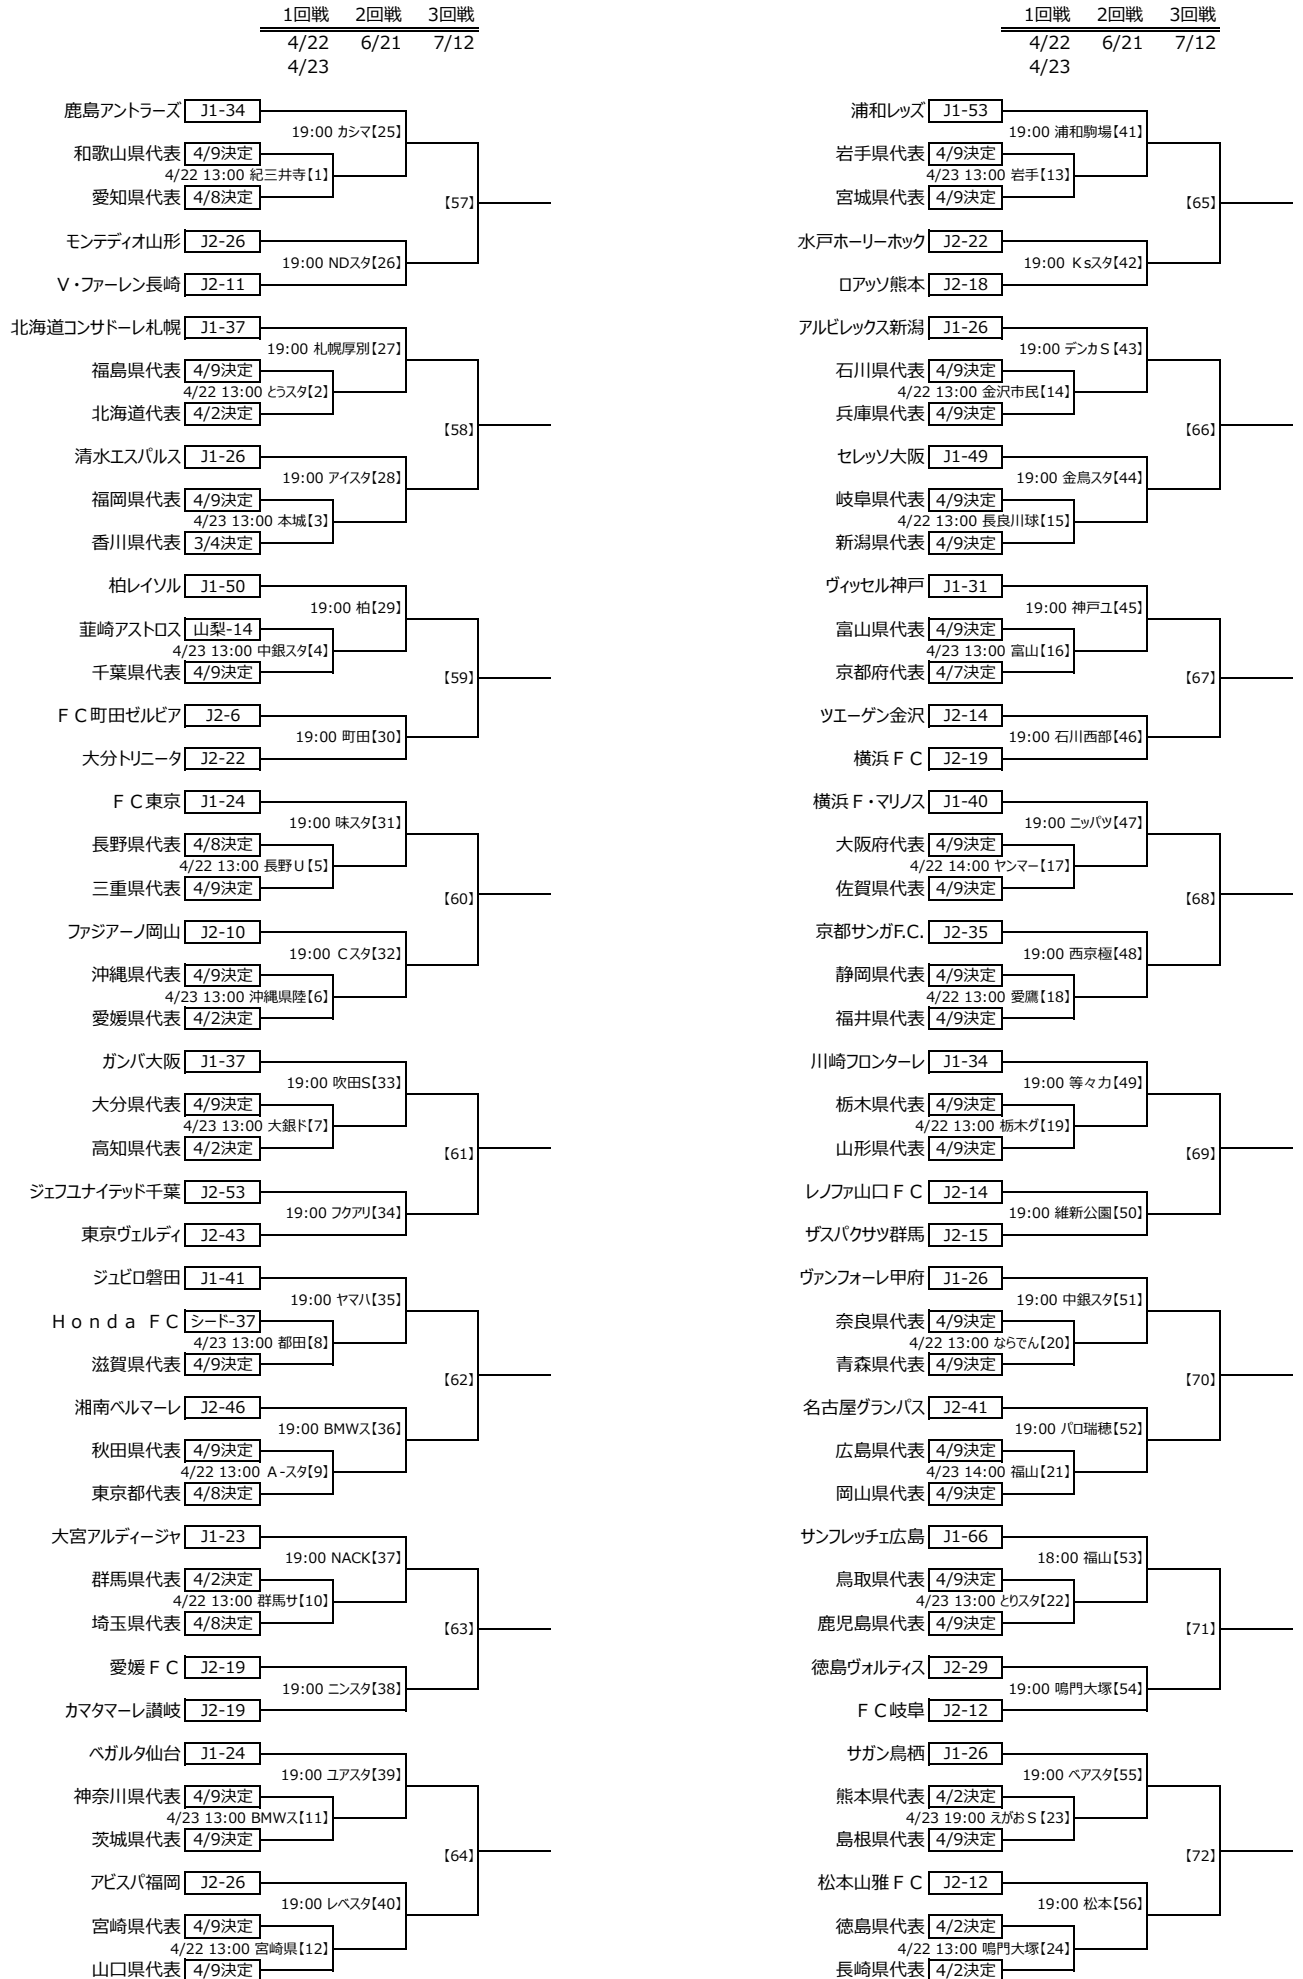 1回戦 2回戦 3回戦
4/22 6/21 7/12
4/23
鹿島アントラーズ J1-34
19:00 カシマ【25】
和歌山県代表 4/9決定
4/22 13:00 紀三井寺【1】
愛知県代表 4/8決定
【57】
モンテディオ山形 J2-26
19:00 NDスタ【26】
V・ファーレン長崎 J2-11
北海道コンサドーレ札幌 J1-37
19:00 札幌厚別【27】
福島県代表 4/9決定
4/22 13:00 とうスタ【2】
北海道代表 4/2決定
【58】
清水エスパルス J1-26
19:00 アイスタ【28】
福岡県代表 4/9決定
4/23 13:00 本城【3】
香川県代表 3/4決定
柏レイソル J1-50
19:00 柏【29】
韮崎アストロス 山梨-14
4/23 13:00 中銀スタ【4】
千葉県代表 4/9決定
【59】
ＦＣ町田ゼルビア J2-6
19:00 町田【30】
大分トリニータ J2-22
ＦＣ東京 J1-24
19:00 味スタ【31】
長野県代表 4/8決定
4/22 13:00 長野Ｕ【5】
三重県代表 4/9決定
【60】
ファジアーノ岡山 J2-10
19:00 Ｃスタ【32】
沖縄県代表 4/9決定
4/23 13:00 沖縄県陸【6】
愛媛県代表 4/2決定
ガンバ大阪 J1-37
19:00 吹田S【33】
大分県代表 4/9決定
4/23 13:00 大銀ド【7】
高知県代表 4/2決定
【61】
ジェフユナイテッド千葉 J2-53
19:00 フクアリ【34】
東京ヴェルディ J2-43
ジュビロ磐田 J1-41
19:00 ヤマハ【35】
Ｈｏｎｄａ ＦＣ シード-37
4/23 13:00 都田【8】
滋賀県代表 4/9決定
【62】
湘南ベルマーレ J2-46
19:00 BMWス【36】
秋田県代表 4/9決定
4/22 13:00 Ａ-スタ【9】
東京都代表 4/8決定
大宮アルディージャ J1-23
19:00 NACK【37】
群馬県代表 4/2決定
4/22 13:00 群馬サ【10】
埼玉県代表 4/8決定
【63】
愛媛ＦＣ J2-19
19:00 ニンスタ【38】
カマタマーレ讃岐 J2-19
ベガルタ仙台 J1-24
19:00 ユアスタ【39】
神奈川県代表 4/9決定
4/23 13:00 BMWス【11】
茨城県代表 4/9決定
【64】
アビスパ福岡 J2-26
19:00 レベスタ【40】
宮崎県代表 4/9決定
4/22 13:00 宮崎県【12】
山口県代表 4/9決定
1回戦 2回戦 3回戦
4/22 6/21 7/12
4/23
浦和レッズ J1-53
19:00 浦和駒場【41】
岩手県代表 4/9決定
4/23 13:00 岩手【13】
宮城県代表 4/9決定
【65】
水戸ホーリーホック J2-22
19:00 Ｋsスタ【42】
ロアッソ熊本 J2-18
アルビレックス新潟 J1-26
19:00 デンカＳ【43】
石川県代表 4/9決定
4/22 13:00 金沢市民【14】
兵庫県代表 4/9決定
【66】
セレッソ大阪 J1-49
19:00 金鳥スタ【44】
岐阜県代表 4/9決定
4/22 13:00 長良川球【15】
新潟県代表 4/9決定
ヴィッセル神戸 J1-31
19:00 神戸ユ【45】
富山県代表 4/9決定
4/23 13:00 富山【16】
京都府代表 4/7決定
【67】
ツエーゲン金沢 J2-14
19:00 石川西部【46】
横浜ＦＣ J2-19
横浜Ｆ・マリノス J1-40
19:00 ニッパツ【47】
大阪府代表 4/9決定
4/22 14:00 ヤンマー【17】
佐賀県代表 4/9決定
【68】
京都サンガF.C. J2-35
19:00 西京極【48】
静岡県代表 4/9決定
4/22 13:00 愛鷹【18】
福井県代表 4/9決定
川崎フロンターレ J1-34
19:00 等々力【49】
栃木県代表 4/9決定
4/22 13:00 栃木グ【19】
山形県代表 4/9決定
【69】
レノファ山口ＦＣ J2-14
19:00 維新公園【50】
ザスパクサツ群馬 J2-15
ヴァンフォーレ甲府 J1-26
19:00 中銀スタ【51】
奈良県代表 4/9決定
4/22 13:00 ならでん【20】
青森県代表 4/9決定
【70】
名古屋グランパス J2-41
19:00 パロ瑞穂【52】
広島県代表 4/9決定
4/23 14:00 福山【21】
岡山県代表 4/9決定
サンフレッチェ広島 J1-66
18:00 福山【53】
鳥取県代表 4/9決定
4/23 13:00 とりスタ【22】
鹿児島県代表 4/9決定
【71】
徳島ヴォルティス J2-29
19:00 鳴門大塚【54】
ＦＣ岐阜 J2-12
サガン鳥栖 J1-26
19:00 ベアスタ【55】
熊本県代表 4/2決定
4/23 19:00 えがおＳ【23】
島根県代表 4/9決定
【72】
松本山雅ＦＣ J2-12
19:00 松本【56】
徳島県代表 4/2決定
4/22 13:00 鳴門大塚【24】
長崎県代表 4/2決定